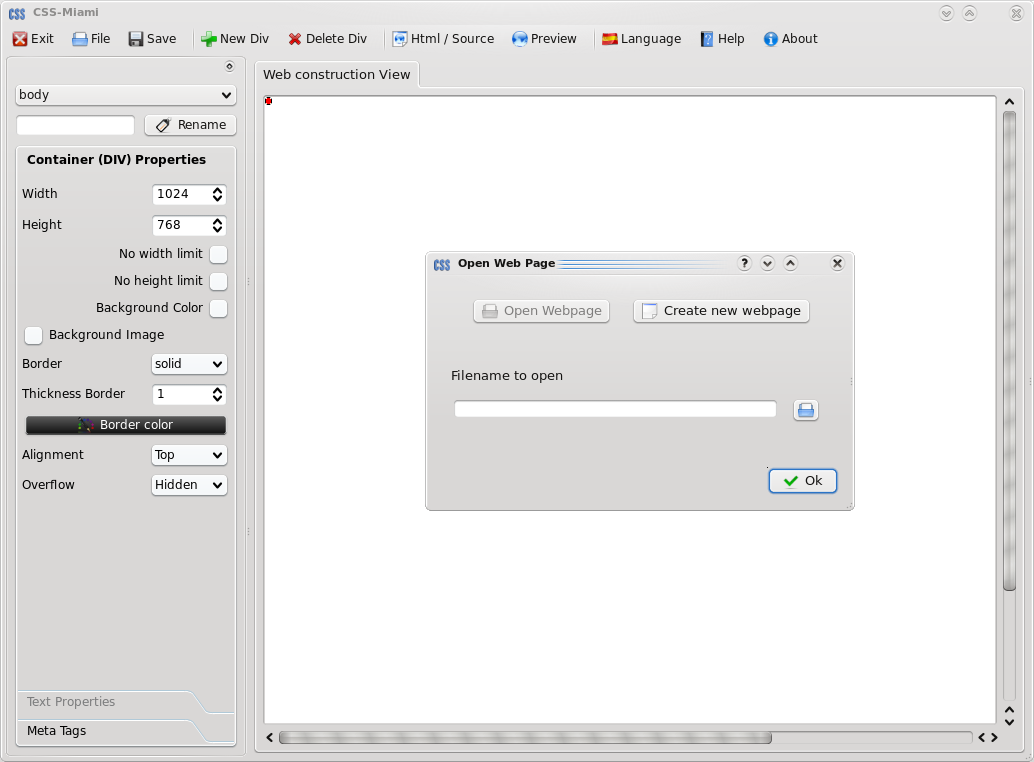 CSS CSS-Miami
Exit File Save New Div Delete Div Html / Source Preview Language Help About
Web construction View
body
Rename
Container (DIV) Properties
Width 1024
Height 768
No width limit
No height limit
Background Color
Background Image
Border solid
Thickness Border 1
Border color
Alignment Top
Overflow Hidden
Text Properties
Meta Tags
CSS Open Web Page ?
Open Webpage Create new webpage
Filename to open
Ok